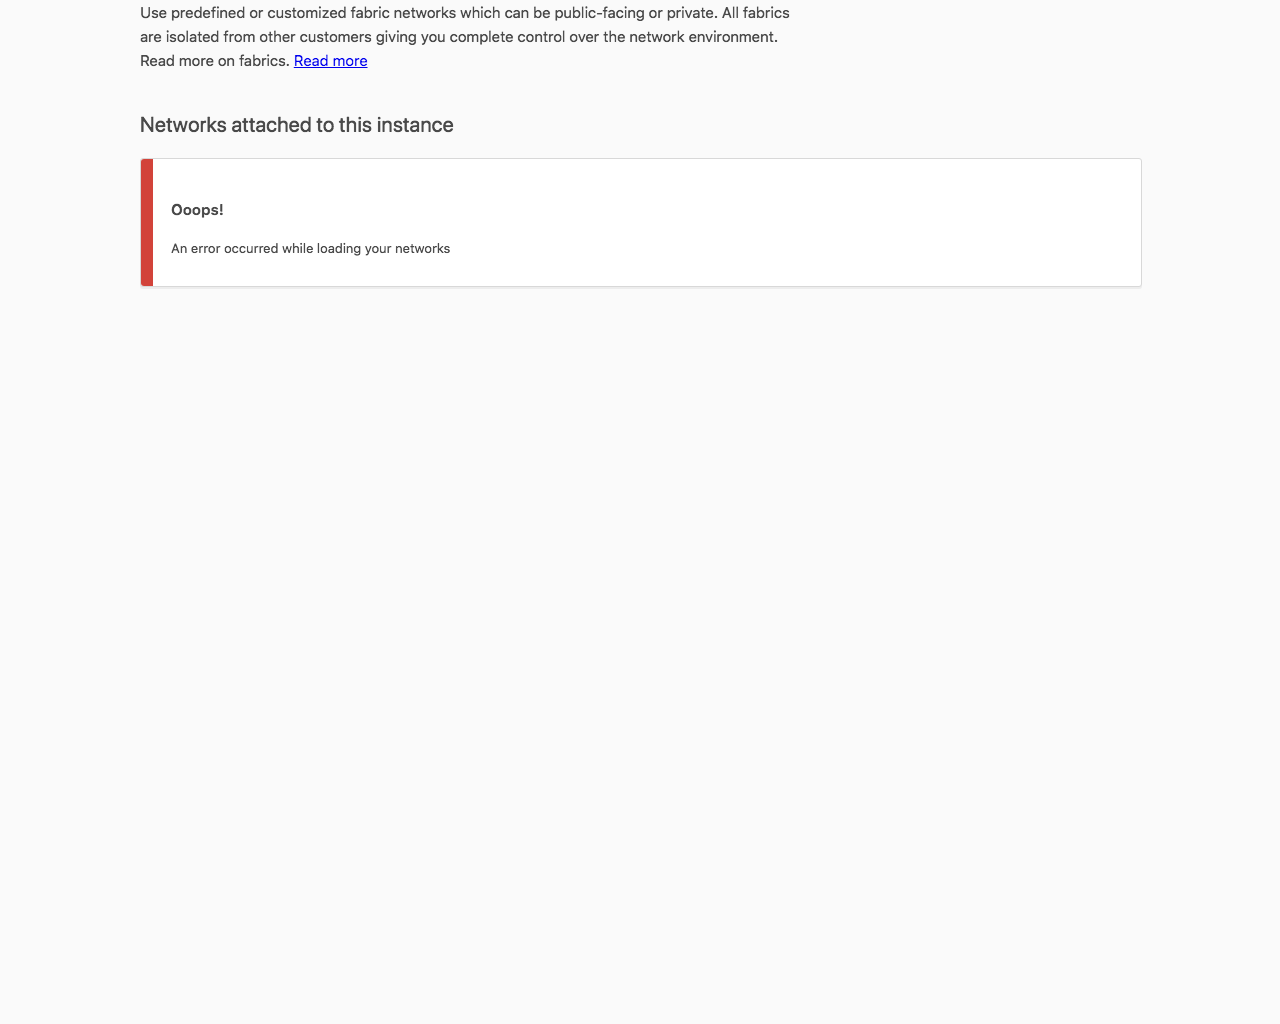 Use predefined or customized fabric networks which can be public-facing or private. All fabrics
are isolated from other customers giving you complete control over the network environment.
Read more on fabrics. Read more
Networks attached to this instance
Ooops!
An error occurred while loading your networks